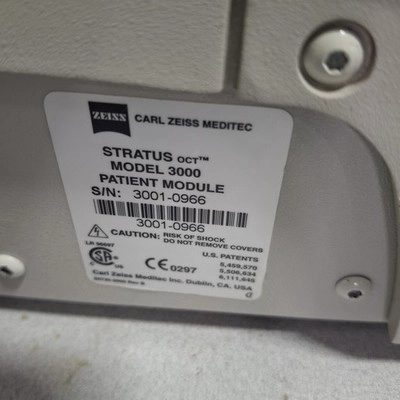 ZEISS
CARL ZEISS MEDITEC
STRATUS OCT™
MODEL 3000
PATIENT MODULE
S/N: 3001-0966
3001-0966
CAUTION: RISK OF SHOCK
DO NOT REMOVE COVERS
U.S. PATENTS
5,459,570
5,506,634
6,111,645
CE 0297
Carl Zeiss Meditec Inc. Dublin, CA. USA